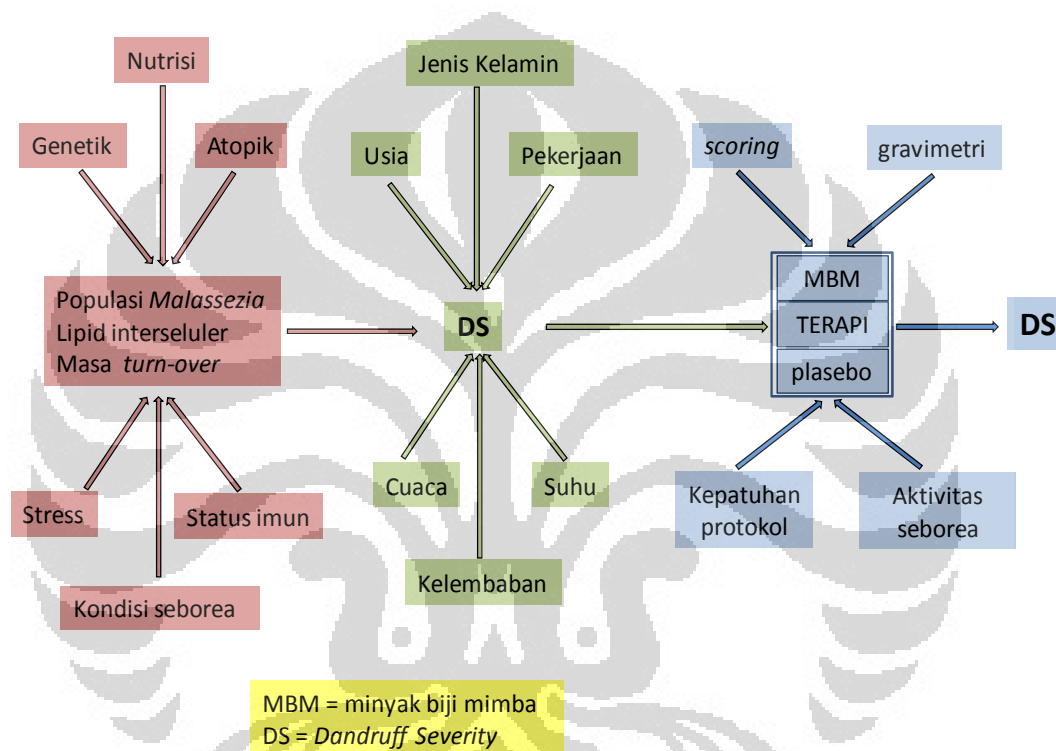 Nutrisi
Genetik
Atopik
Populasi Malassezia
Lipid interseluler
Masa turn-over
Stress
Status imun
Kondisi seborea
Jenis Kelamin
Usia
Pekerjaan
DS
Cuaca
Suhu
Kelembaban
scoring
gravimetri
MBM
TERAPI
plasebo
DS
Kepatuhan
protokol
Aktivitas
seborea
MBM = minyak biji mimba
DS = Dandruff Severity